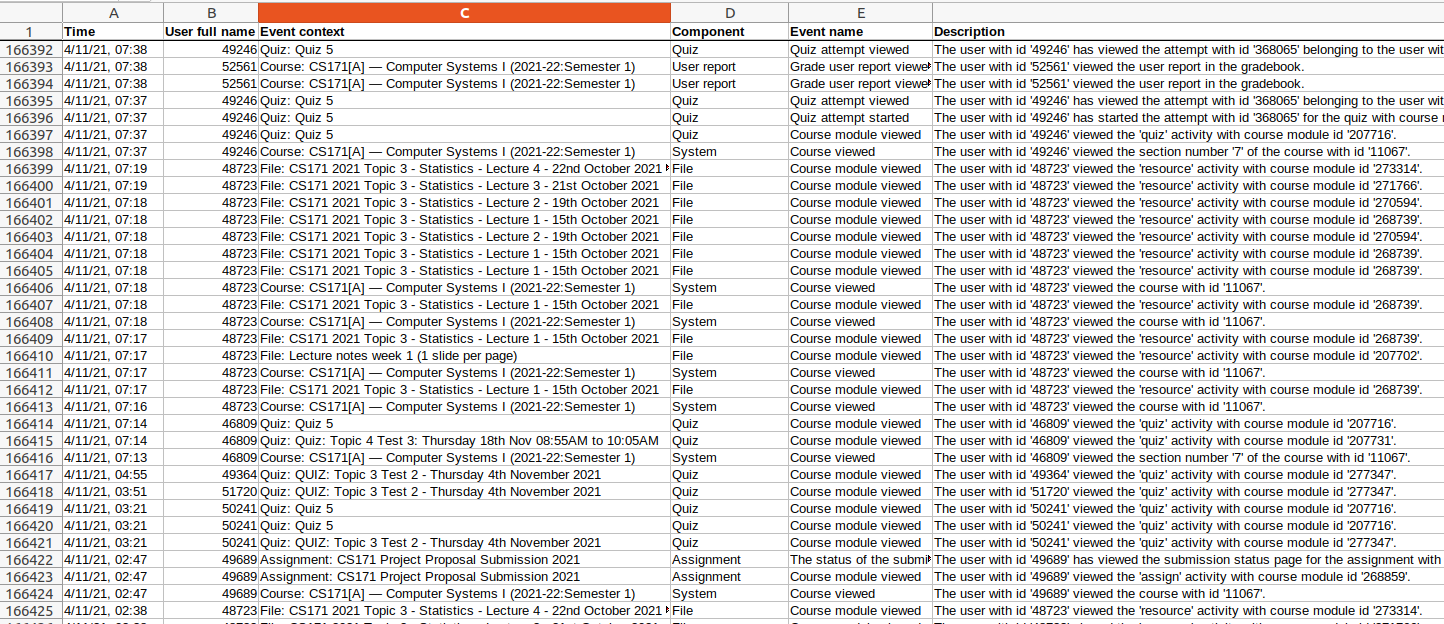 A B C D E
1 Time User full name Event context Component Event name Description
166392 4/11/21, 07:38 49246 Quiz: Quiz 5 Quiz Quiz attempt viewed The user with id '49246' has viewed the attempt with id '368065' belonging to the user wit
166393 4/11/21, 07:38 52561 Course: CS171[A] — Computer Systems I (2021-22:Semester 1) User report Grade user report viewe The user with id '52561' viewed the user report in the gradebook.
166394 4/11/21, 07:38 52561 Course: CS171[A] — Computer Systems I (2021-22:Semester 1) User report Grade user report viewe The user with id '52561' viewed the user report in the gradebook.
166395 4/11/21, 07:37 49246 Quiz: Quiz 5 Quiz Quiz attempt viewed The user with id '49246' has viewed the attempt with id '368065' belonging to the user wit
166396 4/11/21, 07:37 49246 Quiz: Quiz 5 Quiz Quiz attempt started The user with id '49246' has started the attempt with id '368065' for the quiz with course
166397 4/11/21, 07:37 49246 Quiz: Quiz 5 Quiz Course module viewed The user with id '49246' viewed the 'quiz' activity with course module id '207716'.
166398 4/11/21, 07:37 49246 Course: CS171[A] — Computer Systems I (2021-22:Semester 1) System Course viewed The user with id '49246' viewed the section number '7' of the course with id '11067'.
166399 4/11/21, 07:19 48723 File: CS171 2021 Topic 3 - Statistics - Lecture 4 - 22nd October 2021 File Course module viewed The user with id '48723' viewed the 'resource' activity with course module id '273314'.
166400 4/11/21, 07:19 48723 File: CS171 2021 Topic 3 - Statistics - Lecture 3 - 21st October 2021 File Course module viewed The user with id '48723' viewed the 'resource' activity with course module id '271766'.
166401 4/11/21, 07:18 48723 File: CS171 2021 Topic 3 - Statistics - Lecture 2 - 19th October 2021 File Course module viewed The user with id '48723' viewed the 'resource' activity with course module id '270594'.
166402 4/11/21, 07:18 48723 File: CS171 2021 Topic 3 - Statistics - Lecture 1 - 15th October 2021 File Course module viewed The user with id '48723' viewed the 'resource' activity with course module id '268739'.
166403 4/11/21, 07:18 48723 File: CS171 2021 Topic 3 - Statistics - Lecture 2 - 19th October 2021 File Course module viewed The user with id '48723' viewed the 'resource' activity with course module id '270594'.
166404 4/11/21, 07:18 48723 File: CS171 2021 Topic 3 - Statistics - Lecture 1 - 15th October 2021 File Course module viewed The user with id '48723' viewed the 'resource' activity with course module id '268739'.
166405 4/11/21, 07:18 48723 File: CS171 2021 Topic 3 - Statistics - Lecture 1 - 15th October 2021 File Course module viewed The user with id '48723' viewed the 'resource' activity with course module id '268739'.
166406 4/11/21, 07:18 48723 Course: CS171[A] — Computer Systems I (2021-22:Semester 1) System Course viewed The user with id '48723' viewed the course with id '11067'.
166407 4/11/21, 07:18 48723 File: CS171 2021 Topic 3 - Statistics - Lecture 1 - 15th October 2021 File Course module viewed The user with id '48723' viewed the 'resource' activity with course module id '268739'.
166408 4/11/21, 07:18 48723 Course: CS171[A] — Computer Systems I (2021-22:Semester 1) System Course viewed The user with id '48723' viewed the course with id '11067'.
166409 4/11/21, 07:17 48723 File: CS171 2021 Topic 3 - Statistics - Lecture 1 - 15th October 2021 File Course module viewed The user with id '48723' viewed the 'resource' activity with course module id '268739'.
166410 4/11/21, 07:17 48723 File: Lecture notes week 1 (1 slide per page) File Course module viewed The user with id '48723' viewed the 'resource' activity with course module id '207702'.
166411 4/11/21, 07:17 48723 Course: CS171[A] — Computer Systems I (2021-22:Semester 1) System Course viewed The user with id '48723' viewed the course with id '11067'.
166412 4/11/21, 07:17 48723 File: CS171 2021 Topic 3 - Statistics - Lecture 1 - 15th October 2021 File Course module viewed The user with id '48723' viewed the 'resource' activity with course module id '268739'.
166413 4/11/21, 07:16 48723 Course: CS171[A] — Computer Systems I (2021-22:Semester 1) System Course viewed The user with id '48723' viewed the course with id '11067'.
166414 4/11/21, 07:14 46809 Quiz: Quiz 5 Quiz Course module viewed The user with id '46809' viewed the 'quiz' activity with course module id '207716'.
166415 4/11/21, 07:14 46809 Quiz: Quiz: Topic 4 Test 3: Thursday 18th Nov 08:55AM to 10:05AM Quiz Course module viewed The user with id '46809' viewed the 'quiz' activity with course module id '207731'.
166416 4/11/21, 07:13 46809 Course: CS171[A] — Computer Systems I (2021-22:Semester 1) System Course viewed The user with id '46809' viewed the section number '7' of the course with id '11067'.
166417 4/11/21, 04:55 49364 Quiz: QUIZ: Topic 3 Test 2 - Thursday 4th November 2021 Quiz Course module viewed The user with id '49364' viewed the 'quiz' activity with course module id '277347'.
166418 4/11/21, 03:51 51720 Quiz: QUIZ: Topic 3 Test 2 - Thursday 4th November 2021 Quiz Course module viewed The user with id '51720' viewed the 'quiz' activity with course module id '277347'.
166419 4/11/21, 03:21 50241 Quiz: Quiz 5 Quiz Course module viewed The user with id '50241' viewed the 'quiz' activity with course module id '207716'.
166420 4/11/21, 03:21 50241 Quiz: Quiz 5 Quiz Course module viewed The user with id '50241' viewed the 'quiz' activity with course module id '207716'.
166421 4/11/21, 03:21 50241 Quiz: QUIZ: Topic 3 Test 2 - Thursday 4th November 2021 Quiz Course module viewed The user with id '50241' viewed the 'quiz' activity with course module id '277347'.
166422 4/11/21, 02:47 49689 Assignment: CS171 Project Proposal Submission 2021 Assignment The status of the submi The user with id '49689' has viewed the submission status page for the assignment with
166423 4/11/21, 02:47 49689 Assignment: CS171 Project Proposal Submission 2021 Assignment Course module viewed The user with id '49689' viewed the 'assign' activity with course module id '268859'.
166424 4/11/21, 02:47 49689 Course: CS171[A] — Computer Systems I (2021-22:Semester 1) System Course viewed The user with id '49689' viewed the course with id '11067'.
166425 4/11/21, 02:38 48723 File: CS171 2021 Topic 3 - Statistics - Lecture 4 - 22nd October 2021 File Course module viewed The user with id '48723' viewed the 'resource' activity with course module id '273314'.